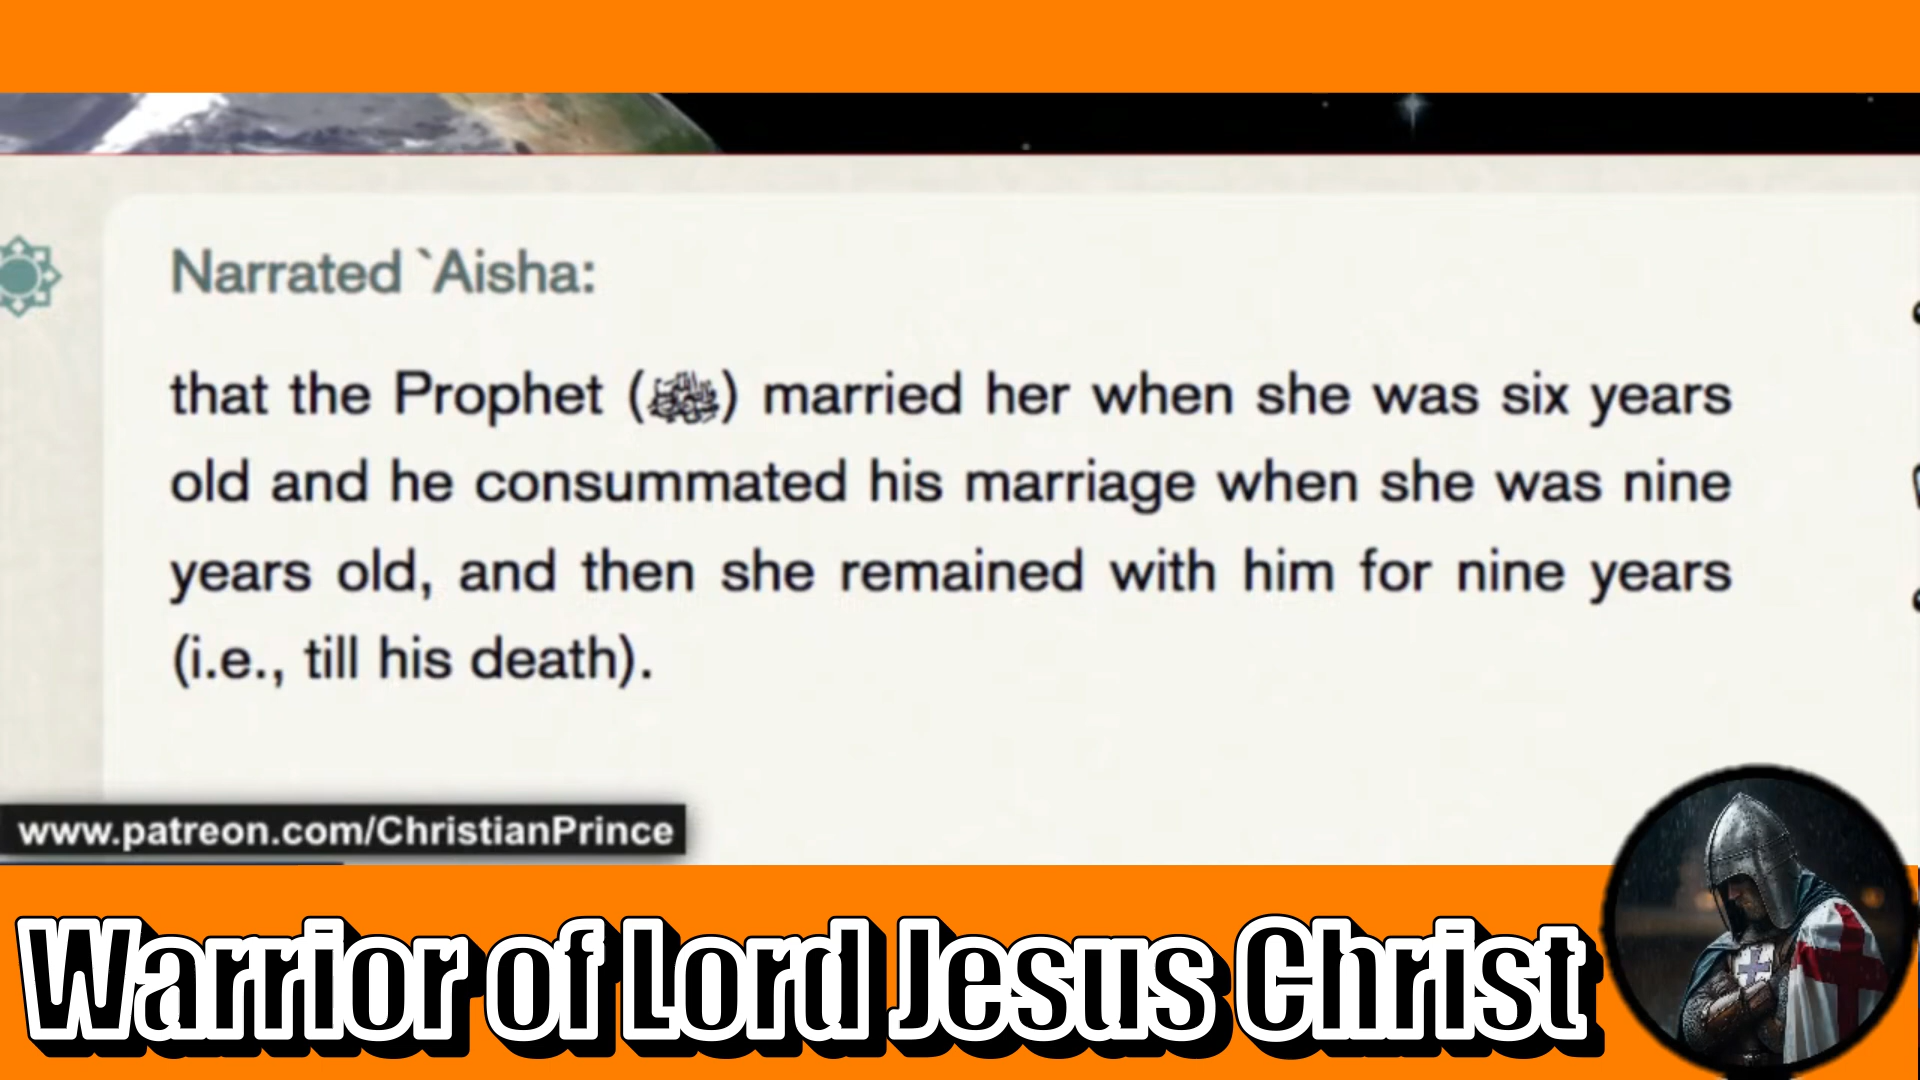 Narrated `Aisha:
that the Prophet (ﷺ) married her when she was six years
old and he consummated his marriage when she was nine
years old, and then she remained with him for nine years
(i.e., till his death).
www.patreon.com/ChristianPrince
Warrior of Lord Jesus Christ